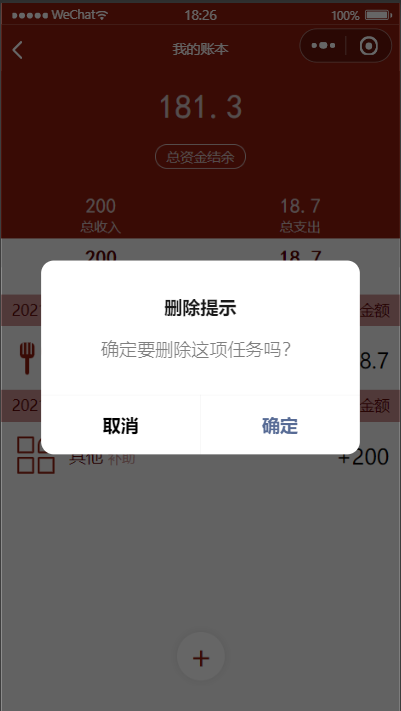 WeChat 18:26 100%
我的账本
181.3
总资金结余
200 18.7
总收入 总支出
200 18.7
删除提示
202 金额
确定要删除这项任务吗?
8.7
202 金额
取消 确定
其他 补助 +200
+